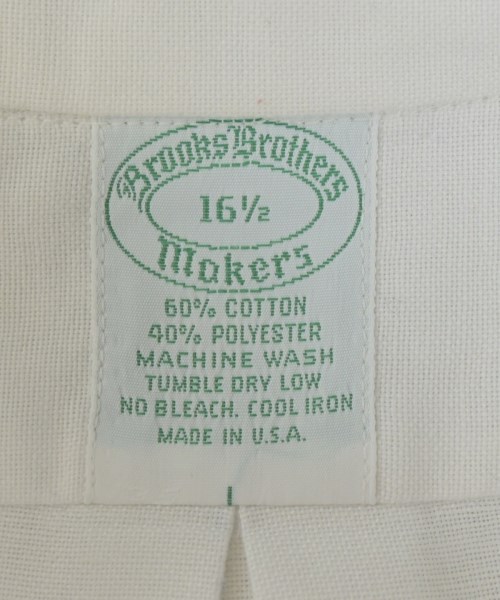 Brooks Brothers
16½
Makers
60% COTTON
40% POLYESTER
MACHINE WASH
TUMBLE DRY LOW
NO BLEACH. COOL IRON
MADE IN U.S.A.